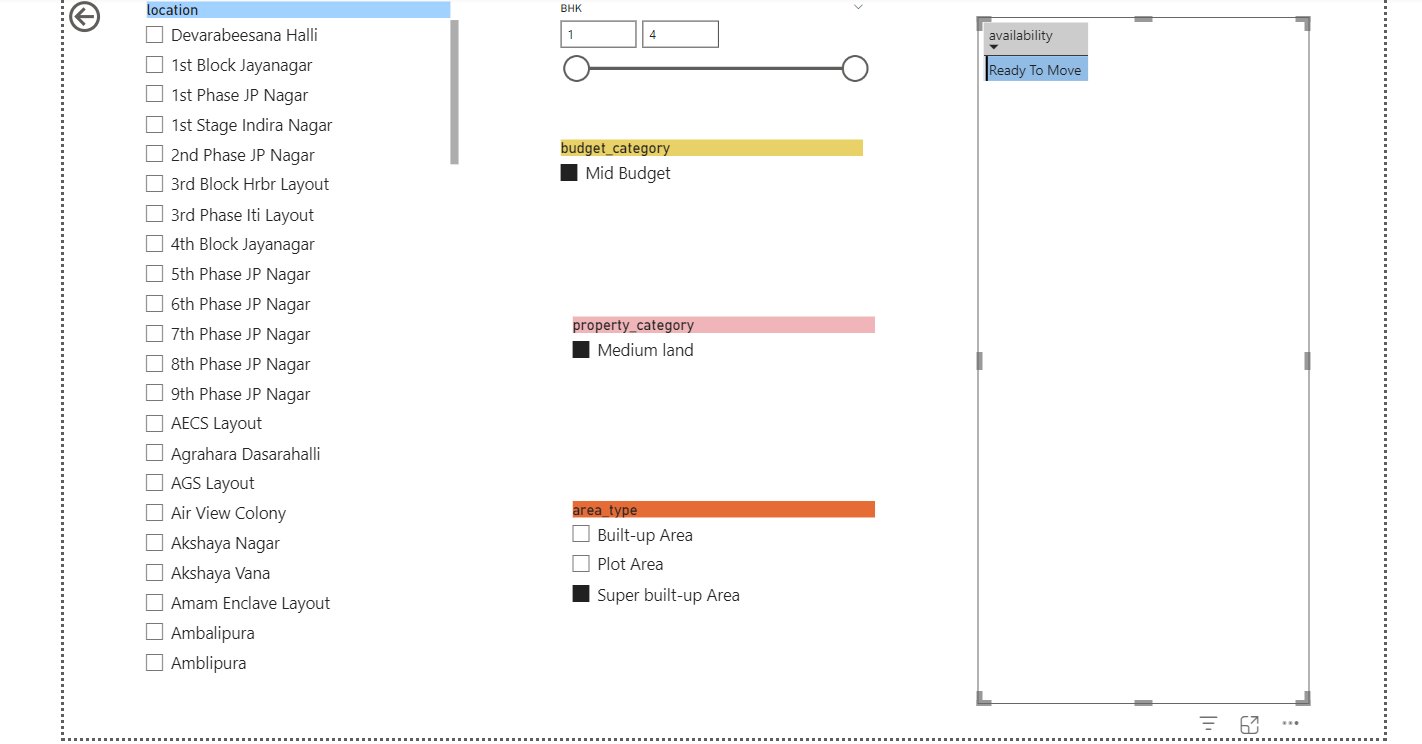 location
Devarabeesana Halli
1st Block Jayanagar
1st Phase JP Nagar
1st Stage Indira Nagar
2nd Phase JP Nagar
3rd Block Hrbr Layout
3rd Phase Iti Layout
4th Block Jayanagar
5th Phase JP Nagar
6th Phase JP Nagar
7th Phase JP Nagar
8th Phase JP Nagar
9th Phase JP Nagar
AECS Layout
Agrahara Dasarahalli
AGS Layout
Air View Colony
Akshaya Nagar
Akshaya Vana
Amam Enclave Layout
Ambalipura
Amblipura
BHK
1 4
budget_category
Mid Budget
property_category
Medium land
area_type
Built-up Area
Plot Area
Super built-up Area
availability
Ready To Move